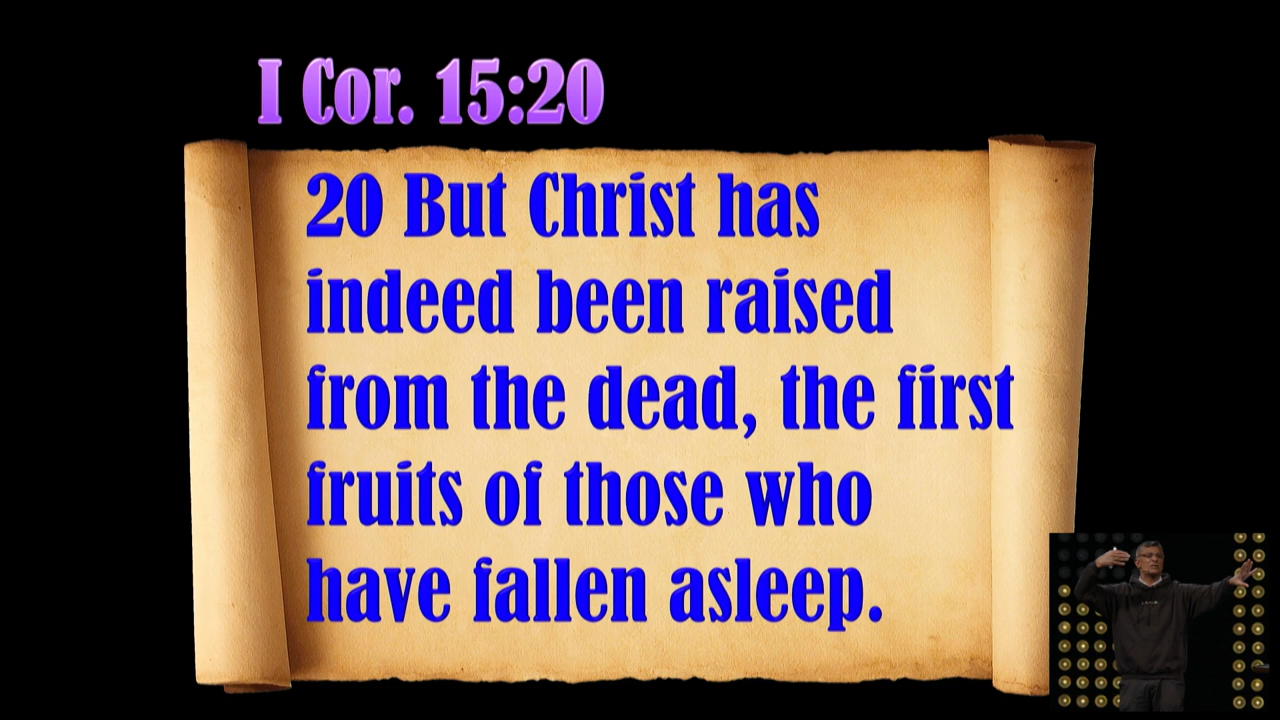 I Cor. 15:20
20 But Christ has
indeed been raised
from the dead, the first
fruits of those who
have fallen asleep.